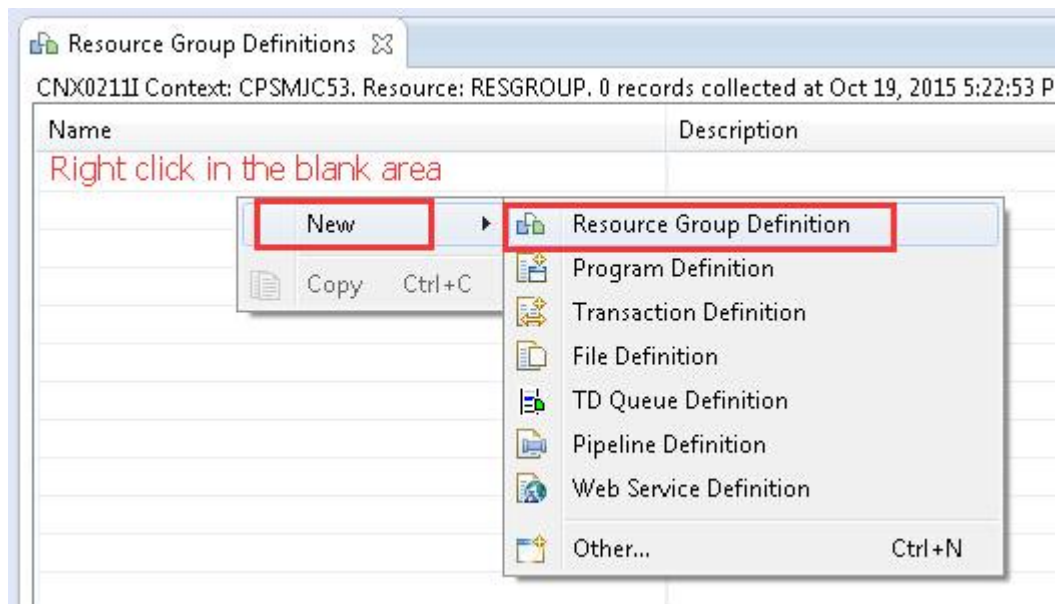 Resource Group Definitions
CNX0211I Context: CPSMJC53. Resource: RESGROUP. 0 records collected at Oct 19, 2015 5:22:53 P
Name Description
Right click in the blank area
New
Copy Ctrl+C
Resource Group Definition
Program Definition
Transaction Definition
File Definition
TD Queue Definition
Pipeline Definition
Web Service Definition
Other... Ctrl+N